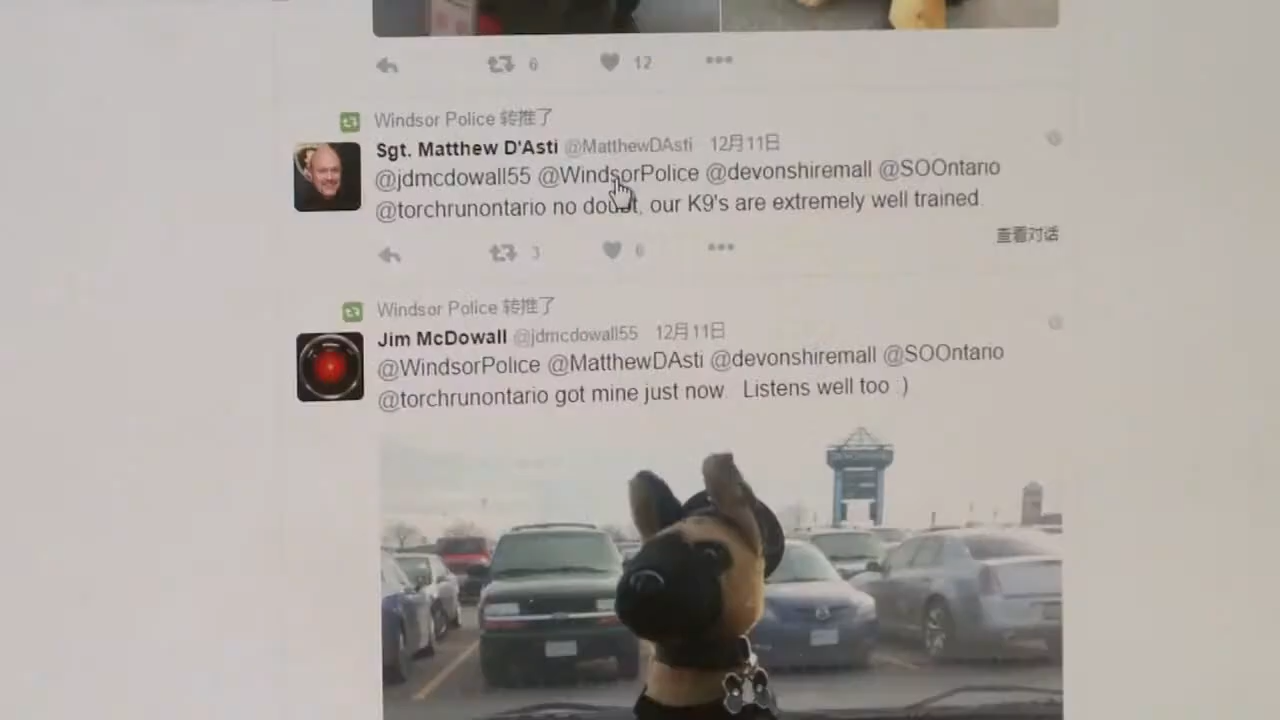 6 12
Windsor Police 转推了
Sgt. Matthew D'Asti @MatthewDAsti 12月11日
@jdmcdowall55 @WindsorPolice @devonshiremall @SOOntario
@torchrunontario no doubt, our K9's are extremely well trained.
查看对话
3 6
Windsor Police 转推了
Jim McDowall @jdmcdowall55 12月11日
@WindsorPolice @MatthewDAsti @devonshiremall @SOOntario
@torchrunontario got mine just now. Listens well too :)